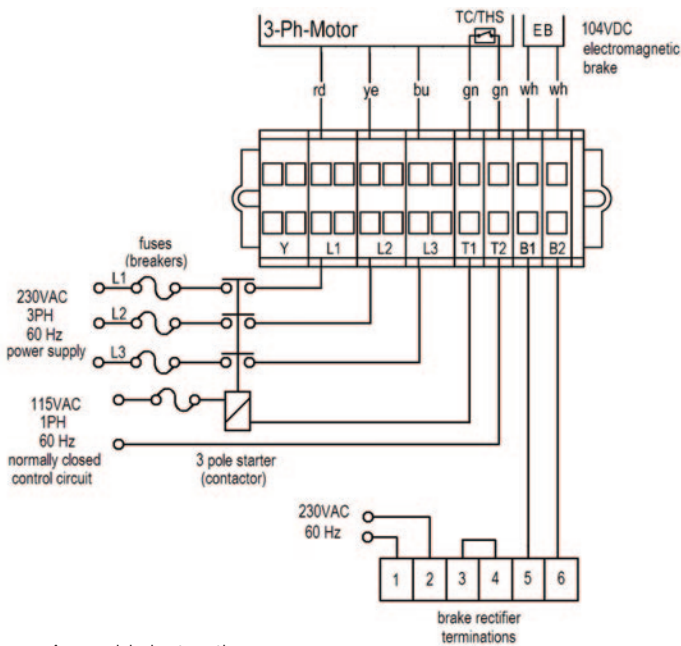 TC/THS
3-Ph-Motor
EB
104VDC
electromagnetic
brake
rd ye bu gn gn wh wh
Y L1 L2 L3 T1 T2 B1 B2
fuses
(breakers)
L1
L2
L3
230VAC
3PH
60 Hz
power supply
115VAC
1PH
60 Hz
normally closed
control circuit
3 pole starter
(contactor)
230VAC
60 Hz
1 2 3 4 5 6
brake rectifier
terminations